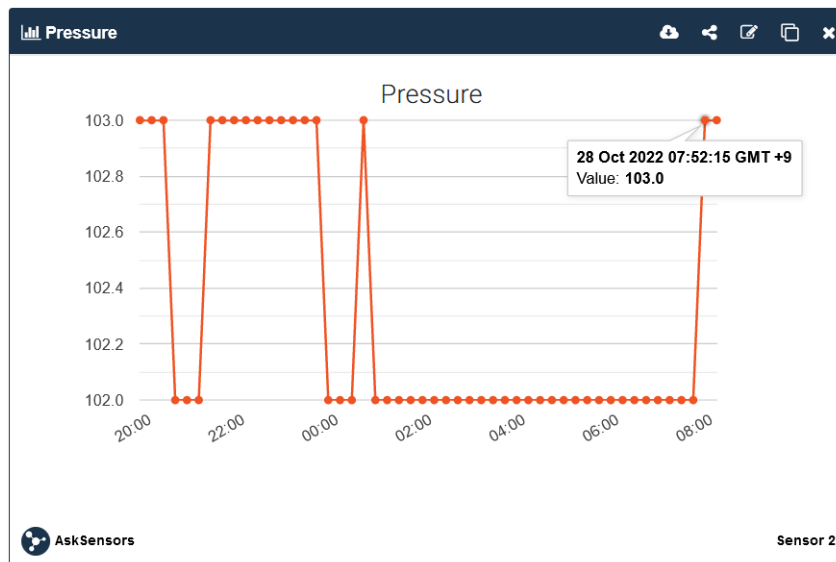 Pressure
Pressure
103.0
102.8
102.6
102.4
102.2
102.0
28 Oct 2022 07:52:15 GMT +9
Value: 103.0
20:00 22:00 00:00 02:00 04:00 06:00 08:00
AskSensors Sensor 2